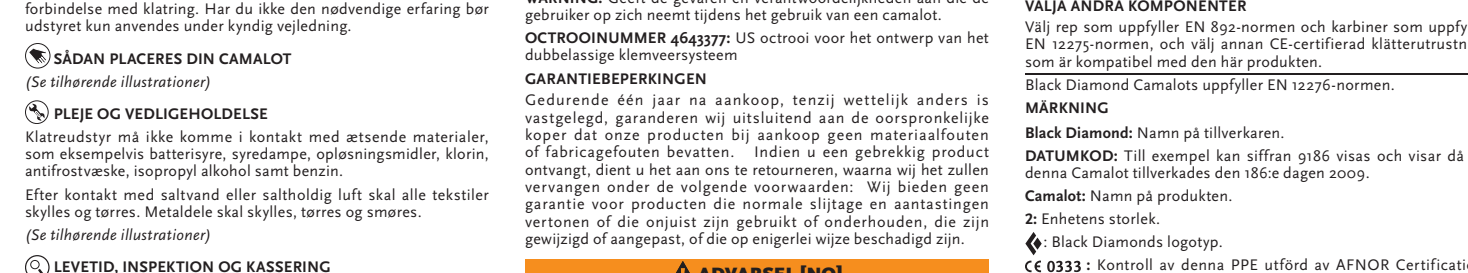 forbindelse med klatring. Har du ikke den nødvendige erfaring bør
udstyret kun anvendes under kyndig vejledning.
SÅDAN PLACERES DIN CAMALOT
(Se tilhørende illustrationer)
PLEJE OG VEDLIGEHOLDELSE
Klatreudstyr må ikke komme i kontakt med ætsende materialer,
som eksempelvis batterisyre, syredampe, opløsningsmidler, klorin,
antifrostvæske, isopropyl alkohol samt benzin.
Efter kontakt med saltvand eller saltholdig luft skal alle tekstiler
skylles og tørres. Metaldele skal skylles, tørres og smøres.
(Se tilhørende illustrationer)
LEVETID, INSPEKTION OG KASSERING
WARNING: Geeft de gevaren en verantwoordelijkheden aan die de
gebruiker op zich neemt tijdens het gebruik van een camalot.
OCTROOINUMMER 4643377: US octrooi voor het ontwerp van het
dubbelassige klemveersysteem
GARANTIEBEPERKINGEN
Gedurende één jaar na aankoop, tenzij wettelijk anders is
vastgelegd, garanderen wij uitsluitend aan de oorspronkelijke
koper dat onze producten bij aankoop geen materiaalfouten
of fabricagefouten bevatten. Indien u een gebrekkig product
ontvangt, dient u het aan ons te retourneren, waarna wij het zullen
vervangen onder de volgende voorwaarden: Wij bieden geen
garantie voor producten die normale slijtage en aantastingen
vertonen of die onjuist zijn gebruikt of onderhouden, die zijn
gewijzigd of aangepast, of die op enigerlei wijze beschadigd zijn.
ADVARSEL [NO]
VÄLJA ANDRA KOMPONENTER
Välj rep som uppfyller EN 892-normen och karbiner som uppfy
EN 12275-normen, och välj annan CE-certifierad klätterutrustn
som är kompatibel med den här produkten.
Black Diamond Camalots uppfyller EN 12276-normen.
MÄRKNING
Black Diamond: Namn på tillverkaren.
DATUMKOD: Till exempel kan siffran 9186 visas och visar då
denna Camalot tillverkades den 186:e dagen 2009.
Camalot: Namn på produkten.
2: Enhetens storlek.
: Black Diamonds logotyp.
CE 0333 : Kontroll av denna PPE utförd av AFNOR Certificati